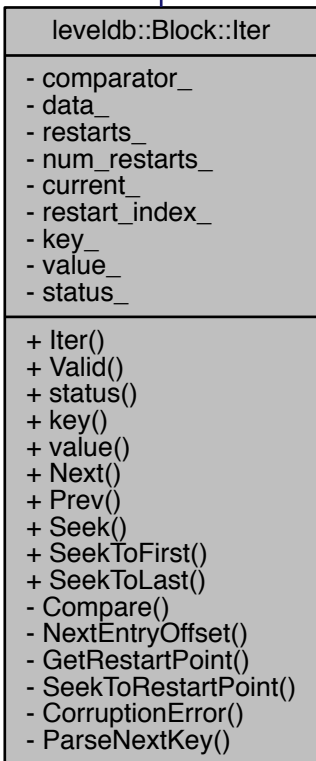 leveldb::Block::Iter
- comparator_
- data_
- restarts_
- num_restarts_
- current_
- restart_index_
- key_
- value_
- status_
+ Iter()
+ Valid()
+ status()
+ key()
+ value()
+ Next()
+ Prev()
+ Seek()
+ SeekToFirst()
+ SeekToLast()
- Compare()
- NextEntryOffset()
- GetRestartPoint()
- SeekToRestartPoint()
- CorruptionError()
- ParseNextKey()